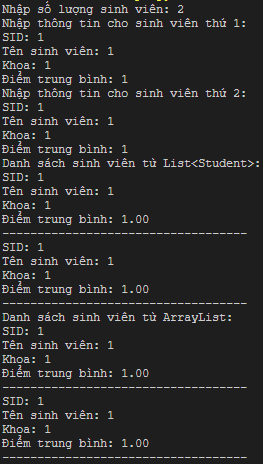 Nhập số lượng sinh viên: 2
Nhập thông tin cho sinh viên thứ 1:
SID: 1
Tên sinh viên: 1
Khoa: 1
Điểm trung bình: 1
Nhập thông tin cho sinh viên thứ 2:
SID: 1
Tên sinh viên: 1
Khoa: 1
Điểm trung bình: 1
Danh sách sinh viên từ List<Student>:
SID: 1
Tên sinh viên: 1
Khoa: 1
Điểm trung bình: 1.00
-----------------------------------
SID: 1
Tên sinh viên: 1
Khoa: 1
Điểm trung bình: 1.00
-----------------------------------
Danh sách sinh viên từ ArrayList:
SID: 1
Tên sinh viên: 1
Khoa: 1
Điểm trung bình: 1.00
-----------------------------------
SID: 1
Tên sinh viên: 1
Khoa: 1
Điểm trung bình: 1.00
-----------------------------------